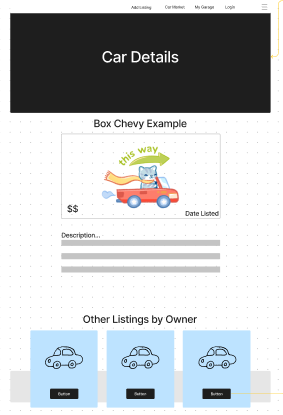 Add Listing Car Market My Garage Login
Car Details
Box Chevy Example
this way
$$
Date Listed
Description...
Other Listings by Owner
Button Button Button